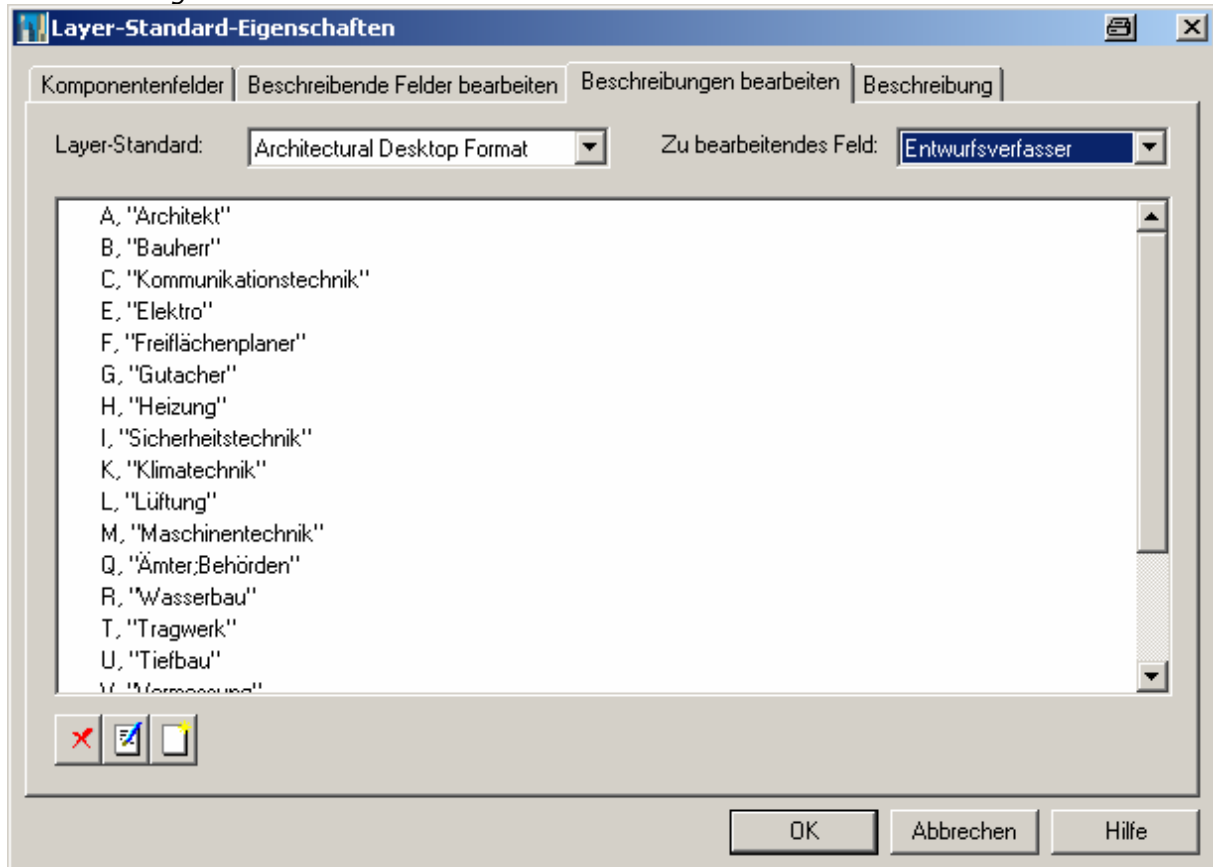 Layer-Standard-Eigenschaften
Komponentenfelder Beschreibende Felder bearbeiten Beschreibungen bearbeiten Beschreibung
Layer-Standard: Architectural Desktop Format Zu bearbeitendes Feld: Entwurfsverfasser
A, "Architekt"
B, "Bauherr"
C, "Kommunikationstechnik"
E, "Elektro"
F, "Freiflächenplaner"
G, "Gutacher"
H, "Heizung"
I, "Sicherheitstechnik"
K, "Klimatechnik"
L, "Lüftung"
M, "Maschinentechnik"
Q, "Ämter;Behörden"
R, "Wasserbau"
T, "Tragwerk"
U, "Tiefbau"
V, "Vermessung"
OK Abbrechen Hilfe